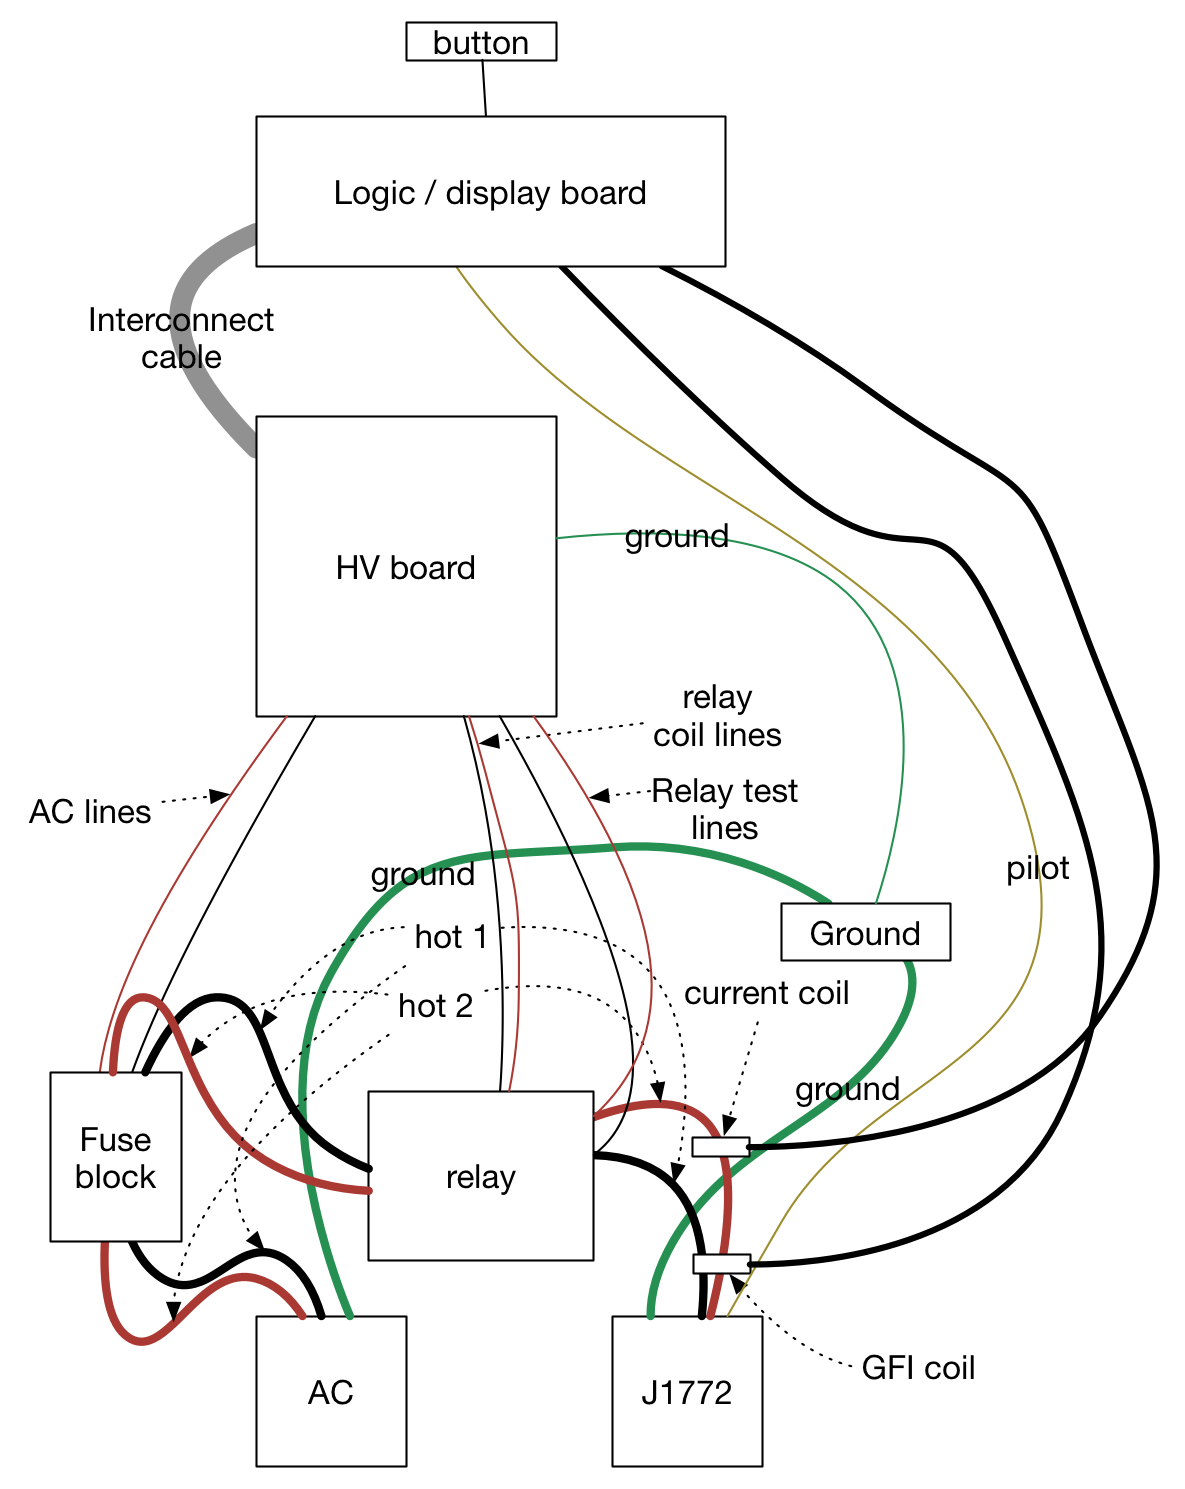 button
Logic / display board
Interconnect
cable
ground
HV board
relay
coil lines
Relay test
lines
AC lines
pilot
ground
Ground
hot 1
current coil
hot 2
ground
Fuse
block
relay
GFI coil
AC
J1772